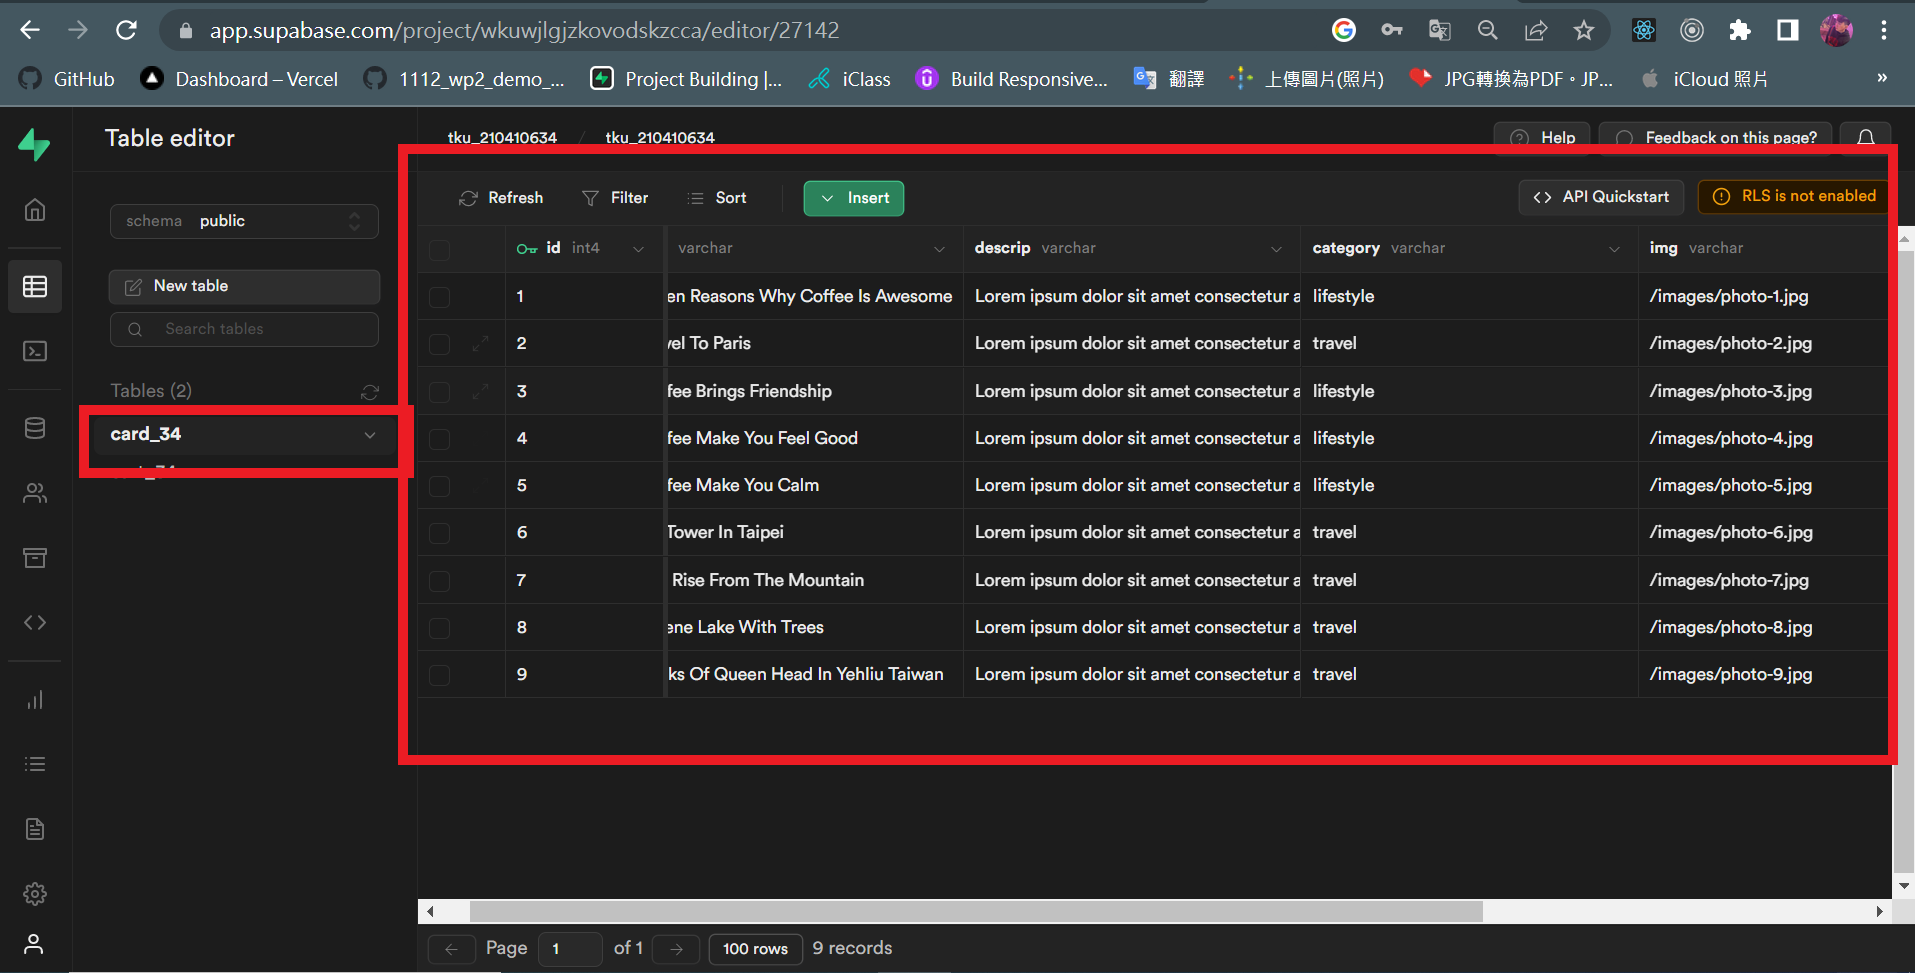 app.supabase.com/project/wkuwjlgjzkovodskzcca/editor/27142
GitHub Dashboard – Vercel 1112_wp2_demo_... Project Building |... iClass Build Responsive... 翻譯 上傳圖片(照片) JPG轉換為PDF。JP... iCloud 照片 »
Table editor
tku_210410634 / tku_210410634
Help Feedback on this page?
schema public
New table
Search tables
Tables (2)
card_34
Refresh Filter Sort Insert API Quickstart RLS is not enabled
id int4 varchar descrip varchar category varchar img varchar
1 en Reasons Why Coffee Is Awesome Lorem ipsum dolor sit amet consectetur a lifestyle /images/photo-1.jpg
2 vel To Paris Lorem ipsum dolor sit amet consectetur a travel /images/photo-2.jpg
3 fee Brings Friendship Lorem ipsum dolor sit amet consectetur a lifestyle /images/photo-3.jpg
4 fee Make You Feel Good Lorem ipsum dolor sit amet consectetur a lifestyle /images/photo-4.jpg
5 fee Make You Calm Lorem ipsum dolor sit amet consectetur a lifestyle /images/photo-5.jpg
6 Tower In Taipei Lorem ipsum dolor sit amet consectetur a travel /images/photo-6.jpg
7 Rise From The Mountain Lorem ipsum dolor sit amet consectetur a travel /images/photo-7.jpg
8 ene Lake With Trees Lorem ipsum dolor sit amet consectetur a travel /images/photo-8.jpg
9 ks Of Queen Head In Yehliu Taiwan Lorem ipsum dolor sit amet consectetur a travel /images/photo-9.jpg
Page 1 of 1 100 rows 9 records